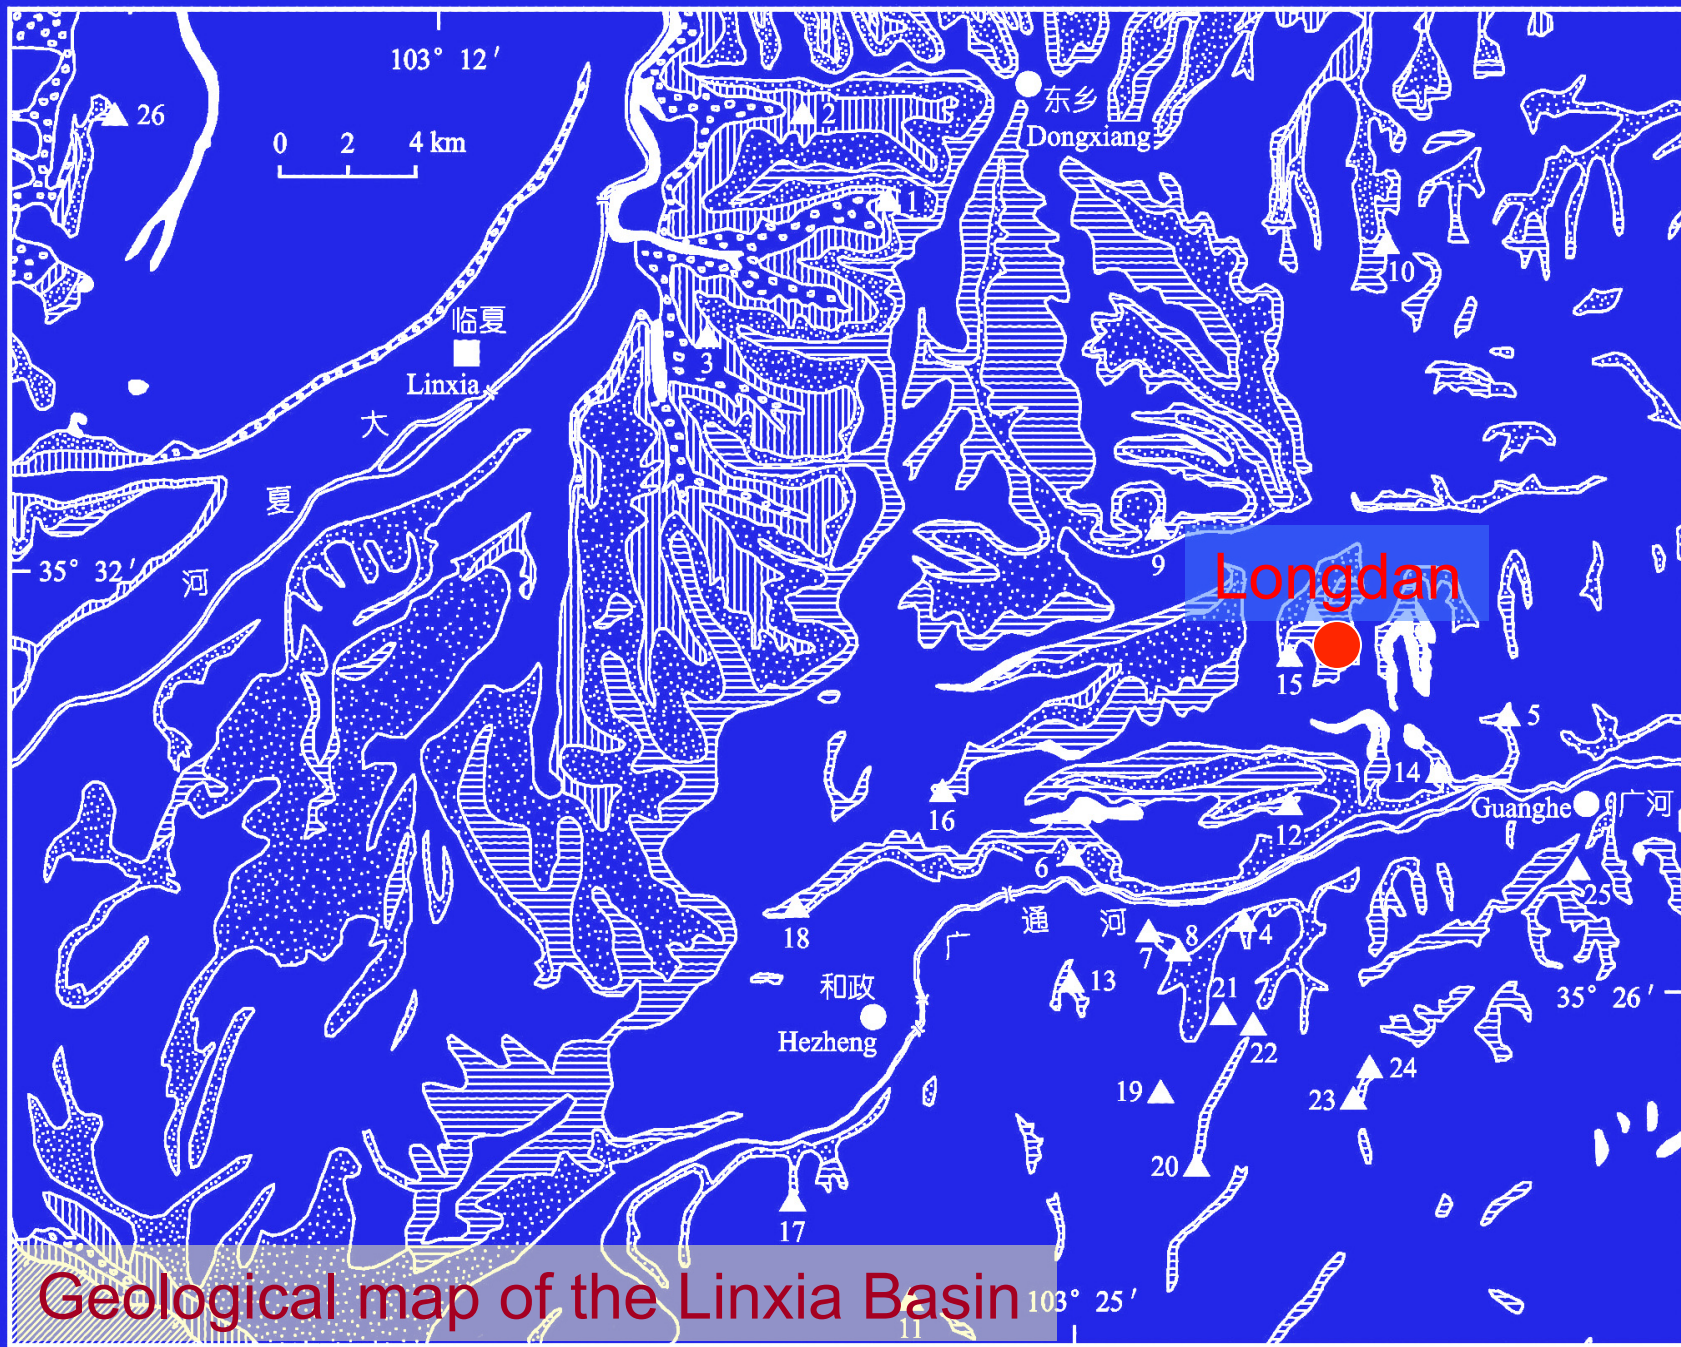 103° 12′
26
0 2 4 km
2
东乡
Dongxiang
1
10
临夏
Linxia
3
大
夏
河
35° 32′
9
Longdan
15
5
14
Guanghe
广河
16
12
6
25
18
广
通
河
7
8
4
和政
Hezheng
13
21
22
35° 26′
19
24
23
20
17
Geological map of the Linxia Basin
103° 25′
11